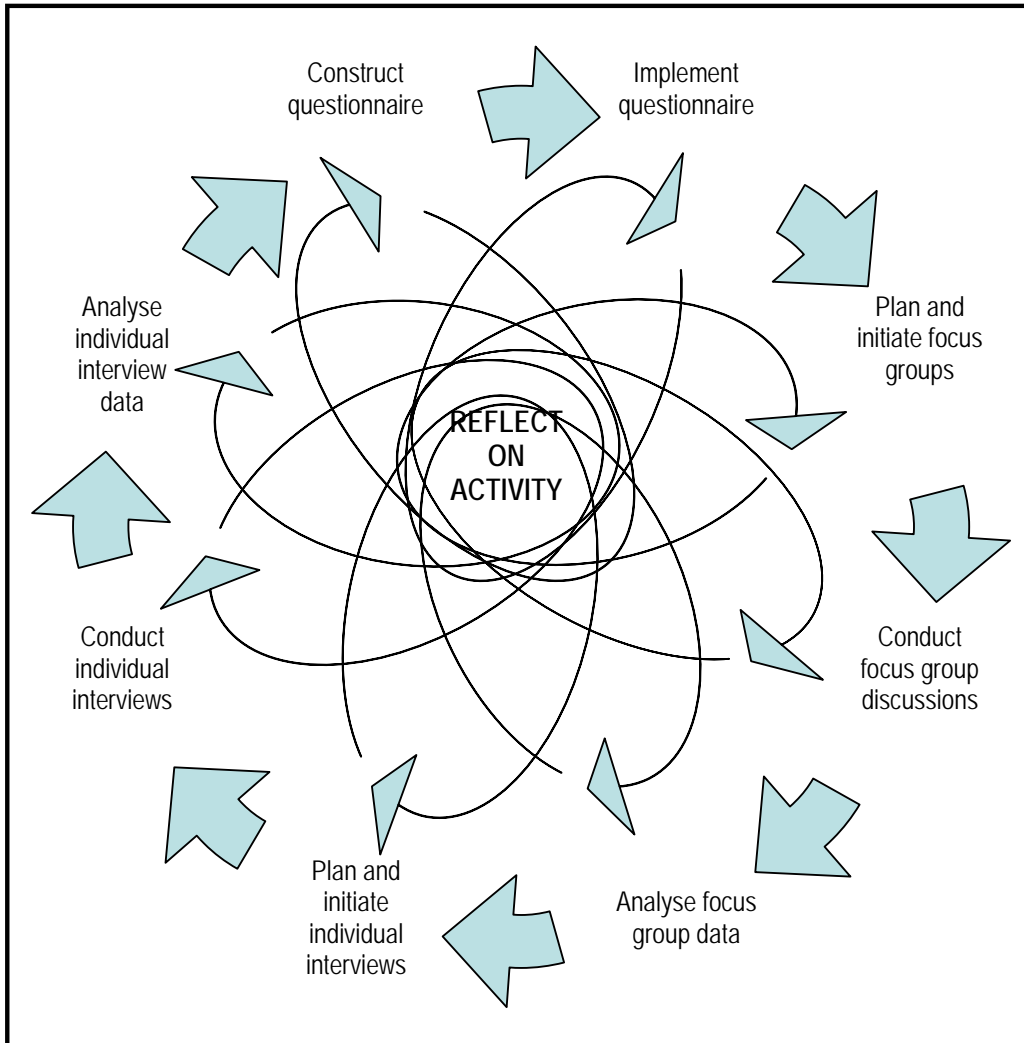 Construct
questionnaire
Implement
questionnaire
Plan and
initiate focus
groups
Conduct
focus group
discussions
Analyse focus
group data
Plan and
initiate
individual
interviews
Conduct
individual
interviews
Analyse
individual
interview
data
REFLECT
ON
ACTIVITY